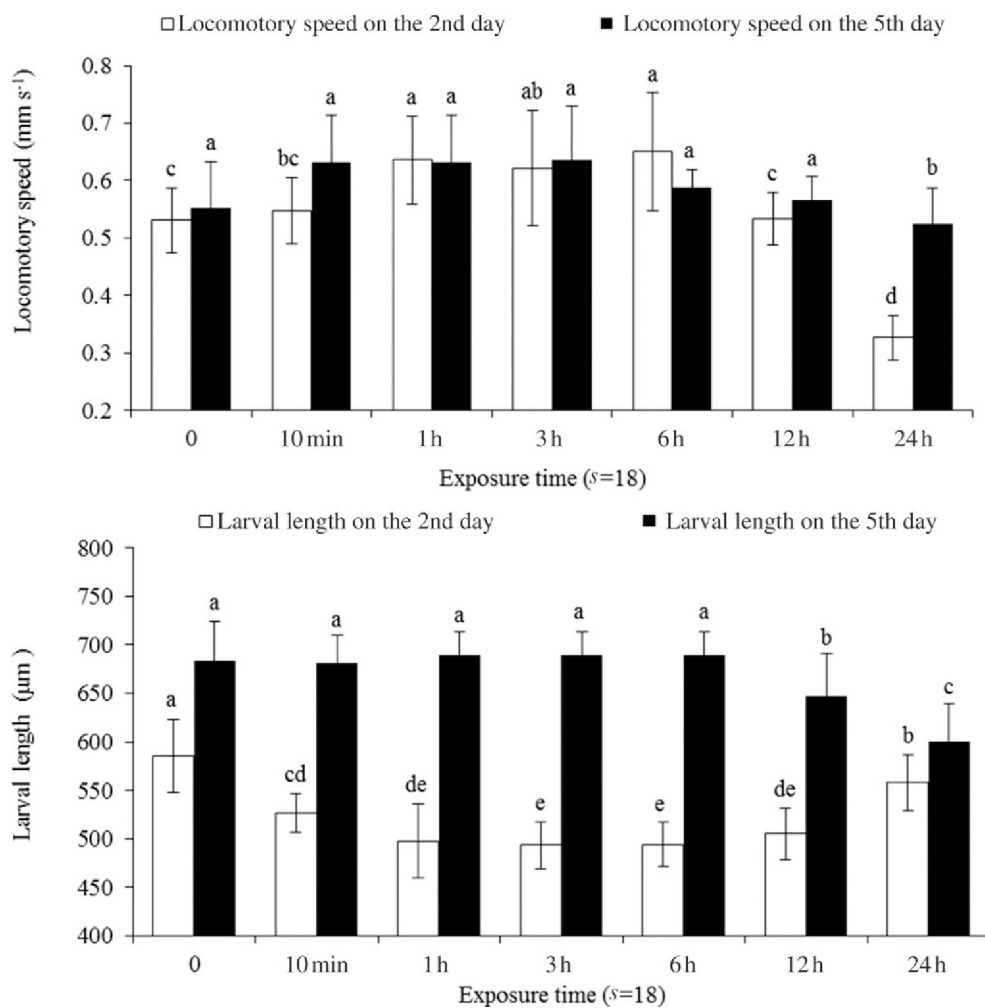 Locomotory speed on the 2nd day Locomotory speed on the 5th day
Locomotory speed (mm s-1)
0.8
0.7
0.6
0.5
0.4
0.3
0.2
c a bc a a a ab a a a c a d b
0 10 min 1 h 3 h 6 h 12 h 24 h
Exposure time (s=18)
Larval length on the 2nd day Larval length on the 5th day
Larval length (μm)
800
750
700
650
600
550
500
450
400
a a cd a de a e a e a de b b c
0 10 min 1 h 3 h 6 h 12 h 24 h
Exposure time (s=18)